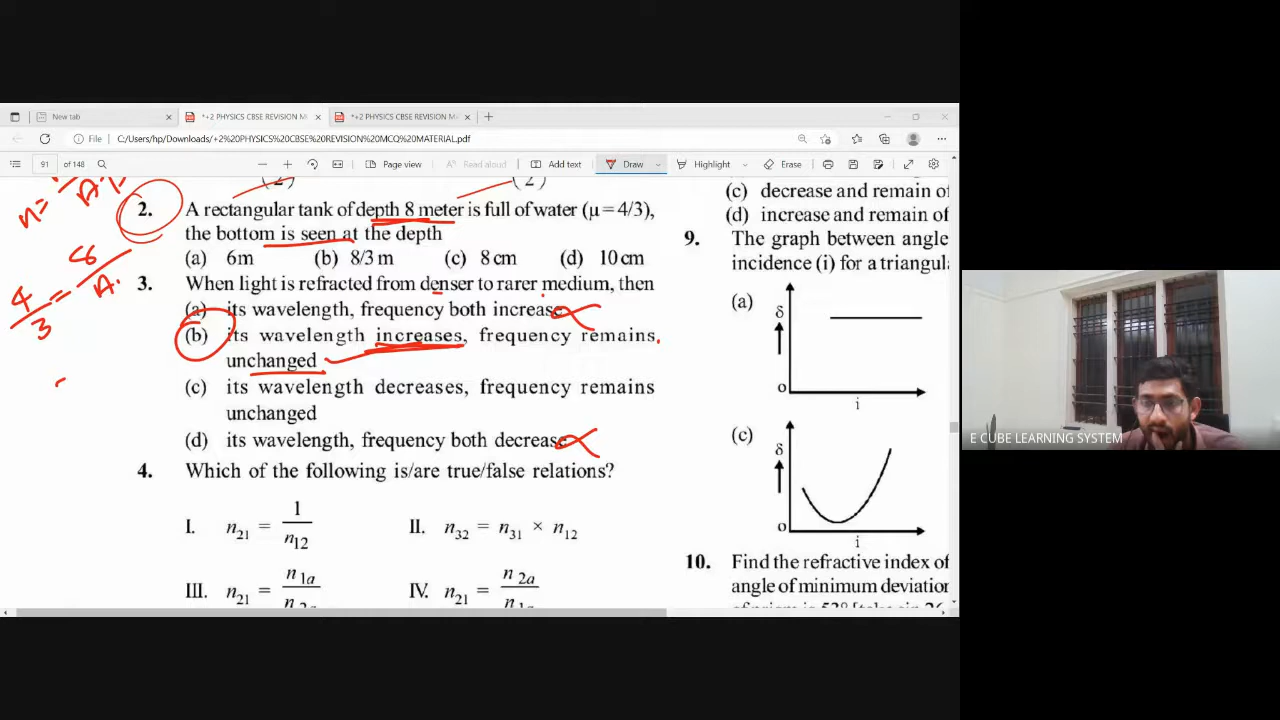 New tab
*+2 PHYSICS CBSE REVISION M
*+2 PHYSICS CBSE REVISION M
File C:/Users/hp/Downloads/+2%20PHYSICS%20CBSE%20REVISION%20MCQ%20MATERIAL.pdf
91 of 148
Page view
Read aloud
Add text
Draw
Highlight
Erase
2. A rectangular tank of depth 8 meter is full of water (μ = 4/3),
the bottom is seen at the depth
(a) 6m (b) 8/3 m (c) 8 cm (d) 10 cm
4/3 = 8/A.
3. When light is refracted from denser to rarer medium, then
(a) its wavelength, frequency both increase
(b) its wavelength increases, frequency remains
unchanged
(c) its wavelength decreases, frequency remains
unchanged
(d) its wavelength, frequency both decrease
4. Which of the following is/are true/false relations?
I. n21 = 1/n12 II. n32 = n31 × n12
III. n21 = n1a IV. n21 = n2a
(c) decrease and remain of
(d) increase and remain of
9. The graph between angle
incidence (i) for a triangul
(a) δ
o
i
(c) δ
o
i
10. Find the refractive index of
angle of minimum deviation
E CUBE LEARNING SYSTEM